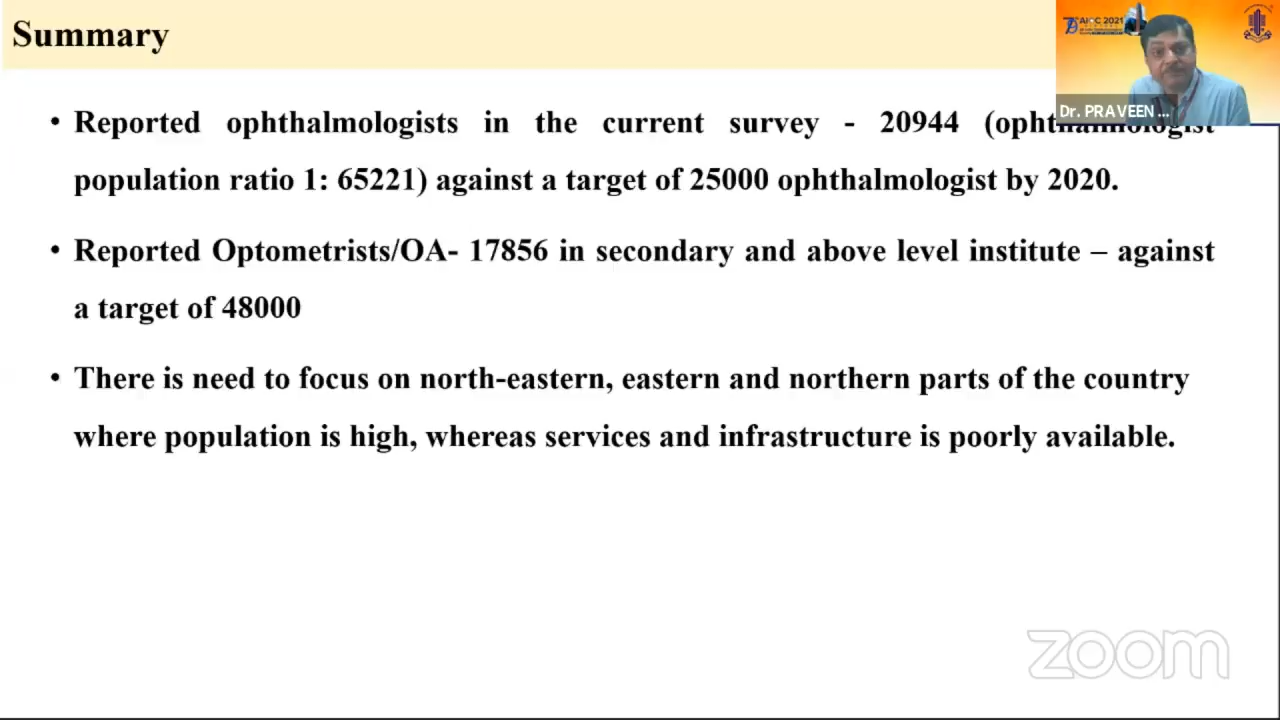 Summary
AIOC 2021
Dr. PRAVEEN ...
• Reported ophthalmologists in the current survey - 20944 (ophthalmologist
population ratio 1: 65221) against a target of 25000 ophthalmologist by 2020.
• Reported Optometrists/OA- 17856 in secondary and above level institute – against
a target of 48000
• There is need to focus on north-eastern, eastern and northern parts of the country
where population is high, whereas services and infrastructure is poorly available.
zoom